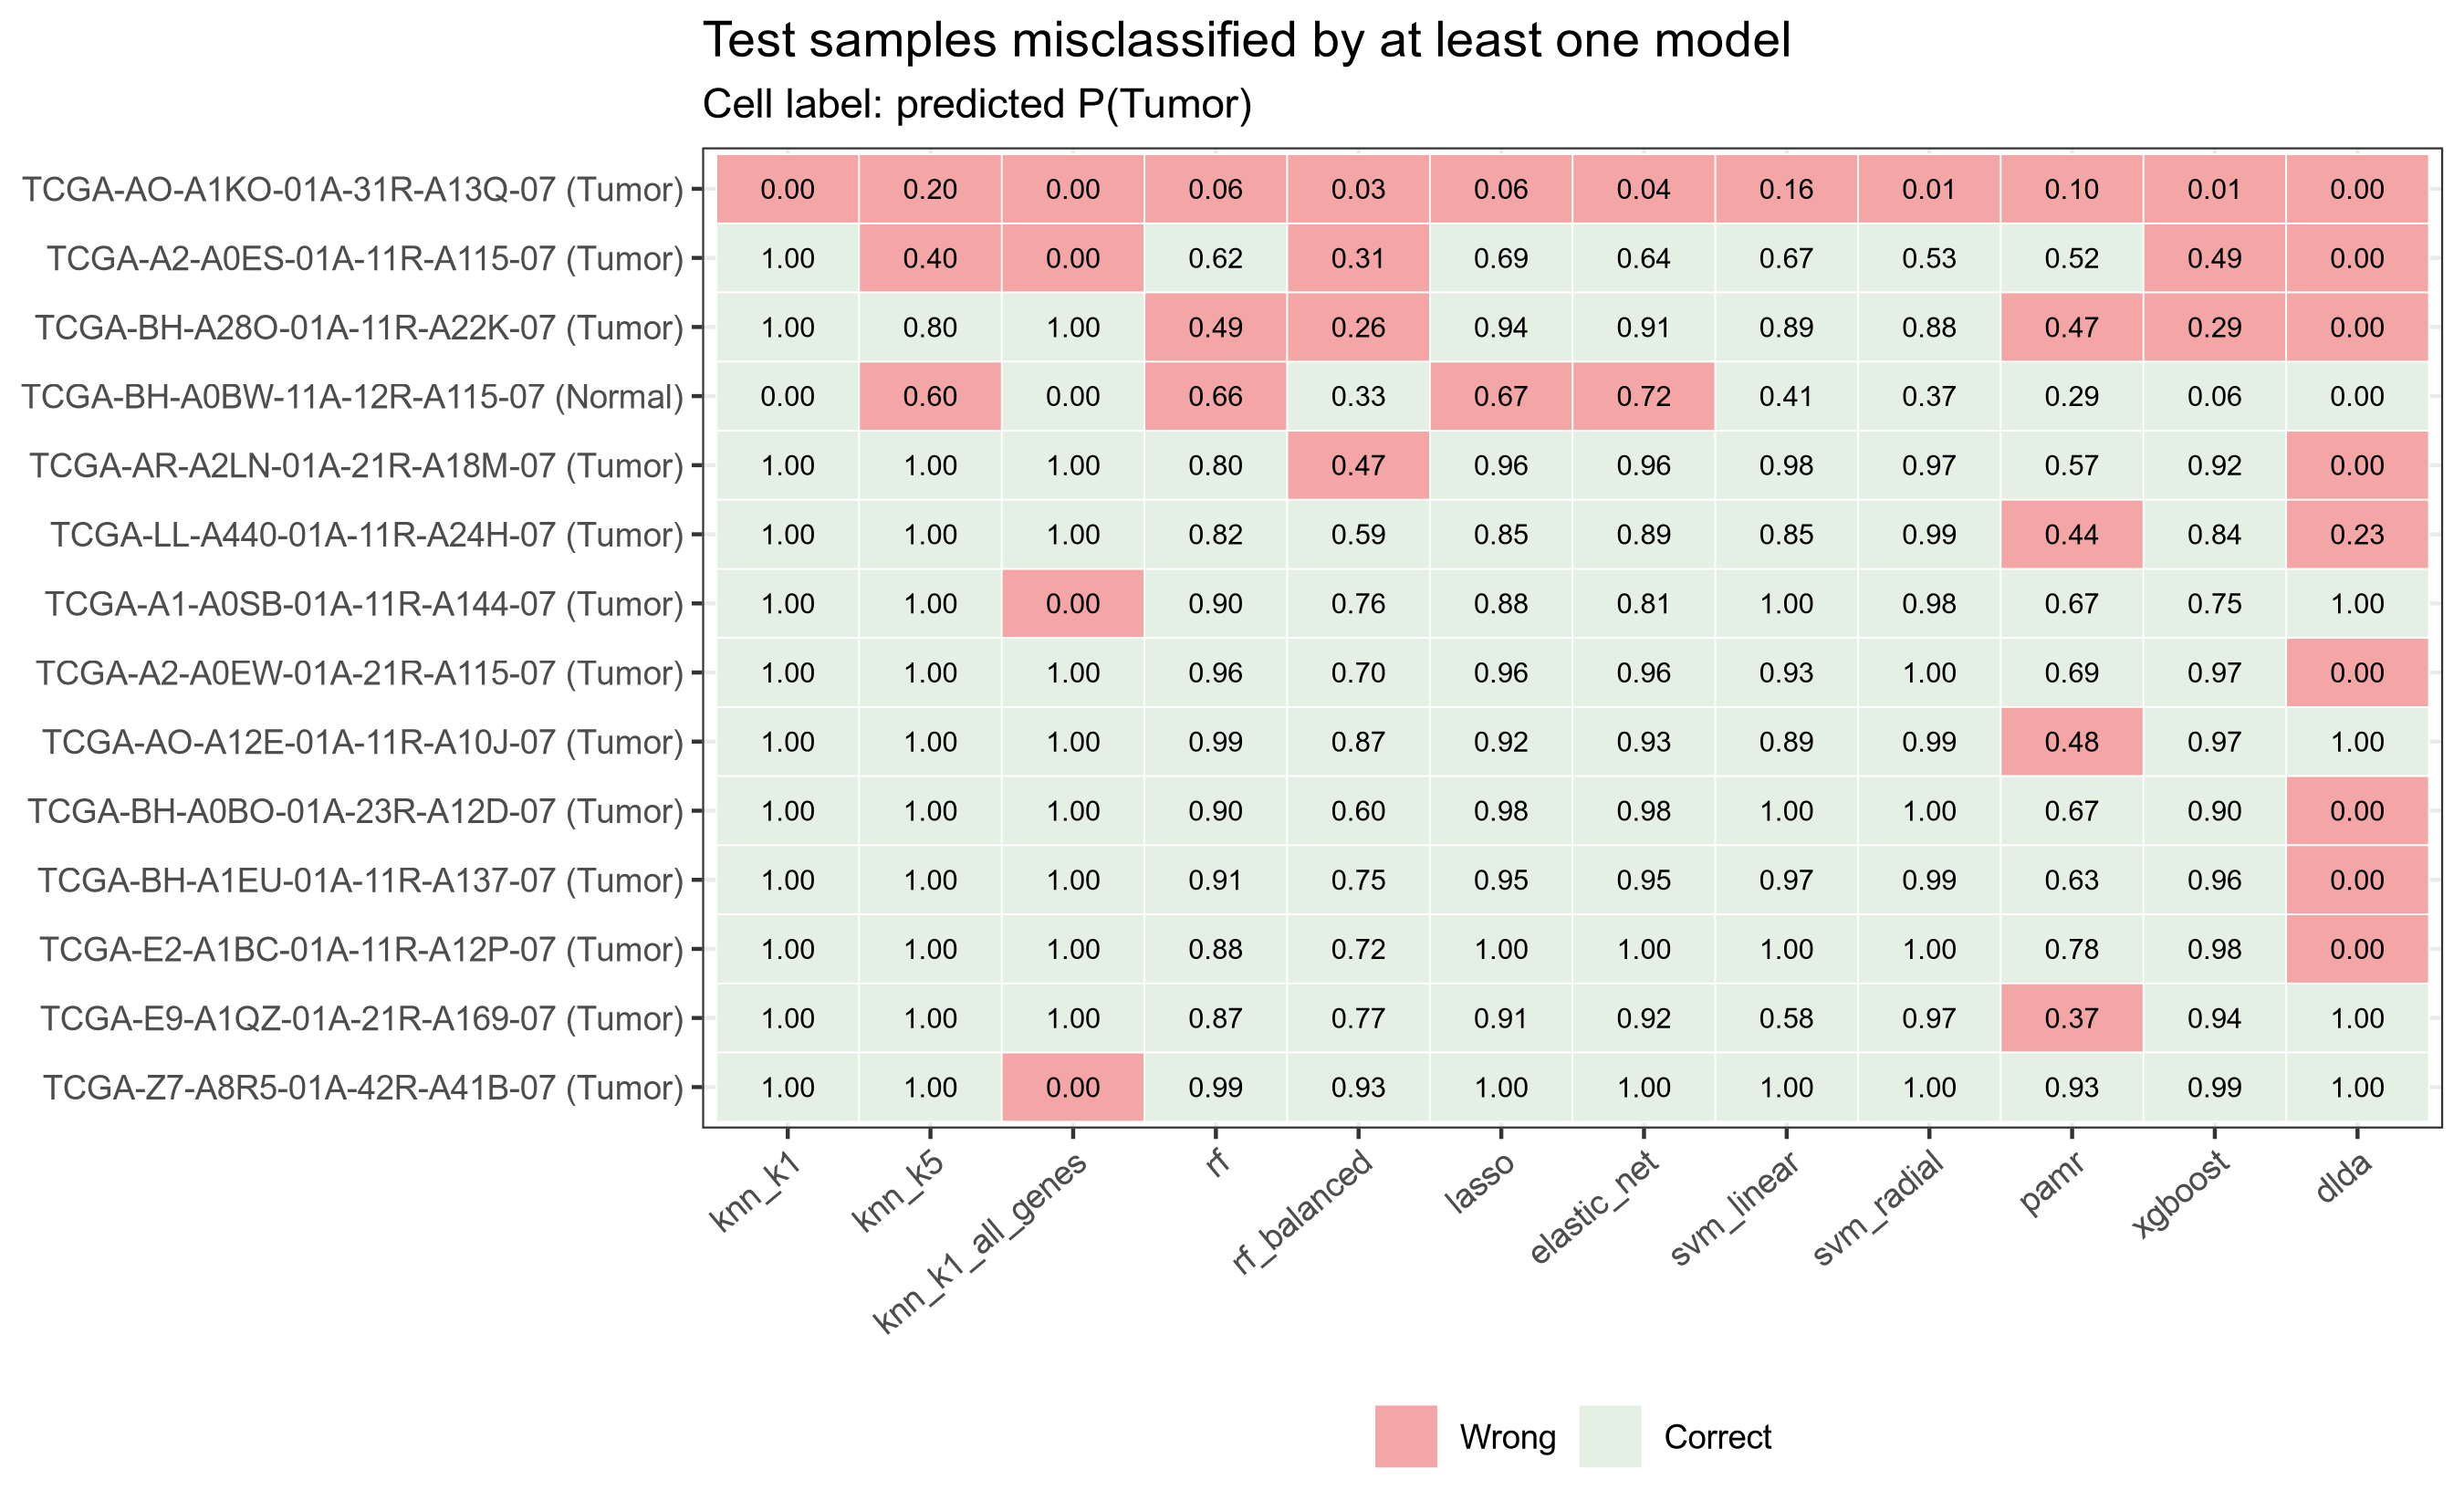 Test samples misclassified by at least one model
Cell label: predicted P(Tumor)
TCGA-AO-A1KO-01A-31R-A13Q-07 (Tumor) 0.00 0.20 0.00 0.06 0.03 0.06 0.04 0.16 0.01 0.10 0.01 0.00
TCGA-A2-A0ES-01A-11R-A115-07 (Tumor) 1.00 0.40 0.00 0.62 0.31 0.69 0.64 0.67 0.53 0.52 0.49 0.00
TCGA-BH-A28O-01A-11R-A22K-07 (Tumor) 1.00 0.80 1.00 0.49 0.26 0.94 0.91 0.89 0.88 0.47 0.29 0.00
TCGA-BH-A0BW-11A-12R-A115-07 (Normal) 0.00 0.60 0.00 0.66 0.33 0.67 0.72 0.41 0.37 0.29 0.06 0.00
TCGA-AR-A2LN-01A-21R-A18M-07 (Tumor) 1.00 1.00 1.00 0.80 0.47 0.96 0.96 0.98 0.97 0.57 0.92 0.00
TCGA-LL-A440-01A-11R-A24H-07 (Tumor) 1.00 1.00 1.00 0.82 0.59 0.85 0.89 0.85 0.99 0.44 0.84 0.23
TCGA-A1-A0SB-01A-11R-A144-07 (Tumor) 1.00 1.00 0.00 0.90 0.76 0.88 0.81 1.00 0.98 0.67 0.75 1.00
TCGA-A2-A0EW-01A-21R-A115-07 (Tumor) 1.00 1.00 1.00 0.96 0.70 0.96 0.96 0.93 1.00 0.69 0.97 0.00
TCGA-AO-A12E-01A-11R-A10J-07 (Tumor) 1.00 1.00 1.00 0.99 0.87 0.92 0.93 0.89 0.99 0.48 0.97 1.00
TCGA-BH-A0BO-01A-23R-A12D-07 (Tumor) 1.00 1.00 1.00 0.90 0.60 0.98 0.98 1.00 1.00 0.67 0.90 0.00
TCGA-BH-A1EU-01A-11R-A137-07 (Tumor) 1.00 1.00 1.00 0.91 0.75 0.95 0.95 0.97 0.99 0.63 0.96 0.00
TCGA-E2-A1BC-01A-11R-A12P-07 (Tumor) 1.00 1.00 1.00 0.88 0.72 1.00 1.00 1.00 1.00 0.78 0.98 0.00
TCGA-E9-A1QZ-01A-21R-A169-07 (Tumor) 1.00 1.00 1.00 0.87 0.77 0.91 0.92 0.58 0.97 0.37 0.94 1.00
TCGA-Z7-A8R5-01A-42R-A41B-07 (Tumor) 1.00 1.00 0.00 0.99 0.93 1.00 1.00 1.00 1.00 0.93 0.99 1.00
knn_k1 knn_k5 knn_k1_all_genes rf rf_balanced lasso elastic_net svm_linear svm_radial pamr xgboost dlda
Wrong Correct